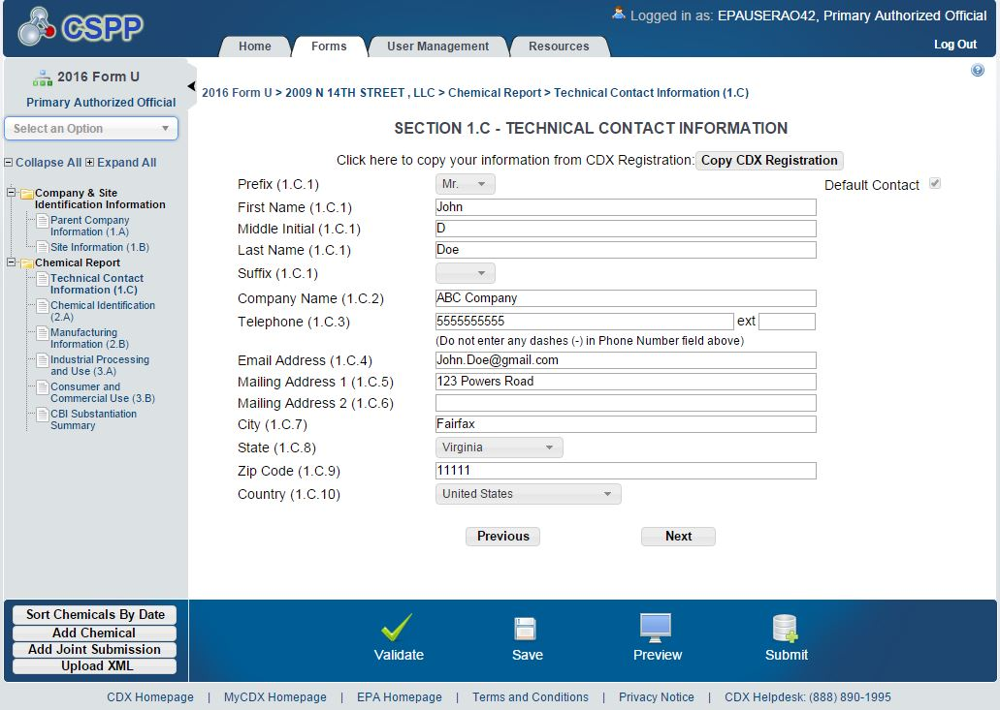 CSPP
Logged in as: EPAUSERAO42, Primary Authorized Official
Home Forms User Management Resources
Log Out
2016 Form U
Primary Authorized Official
Select an Option
Collapse All Expand All
Company & Site
Identification Information
Parent Company
Information (1.A)
Site Information (1.B)
Chemical Report
Technical Contact
Information (1.C)
Chemical Identification
(2.A)
Manufacturing
Information (2.B)
Industrial Processing
and Use (3.A)
Consumer and
Commercial Use (3.B)
CBI Substantiation
Summary
2016 Form U > 2009 N 14TH STREET , LLC > Chemical Report > Technical Contact Information (1.C)
?
SECTION 1.C - TECHNICAL CONTACT INFORMATION
Click here to copy your information from CDX Registration: Copy CDX Registration
Prefix (1.C.1) Mr. Default Contact
First Name (1.C.1) John
Middle Initial (1.C.1) D
Last Name (1.C.1) Doe
Suffix (1.C.1)
Company Name (1.C.2) ABC Company
Telephone (1.C.3) 5555555555 ext
(Do not enter any dashes (-) in Phone Number field above)
Email Address (1.C.4) John.Doe@gmail.com
Mailing Address 1 (1.C.5) 123 Powers Road
Mailing Address 2 (1.C.6)
City (1.C.7) Fairfax
State (1.C.8) Virginia
Zip Code (1.C.9) 11111
Country (1.C.10) United States
Previous Next
Sort Chemicals By Date
Add Chemical
Add Joint Submission
Upload XML
Validate Save Preview Submit
CDX Homepage | MyCDX Homepage | EPA Homepage | Terms and Conditions | Privacy Notice | CDX Helpdesk: (888) 890-1995